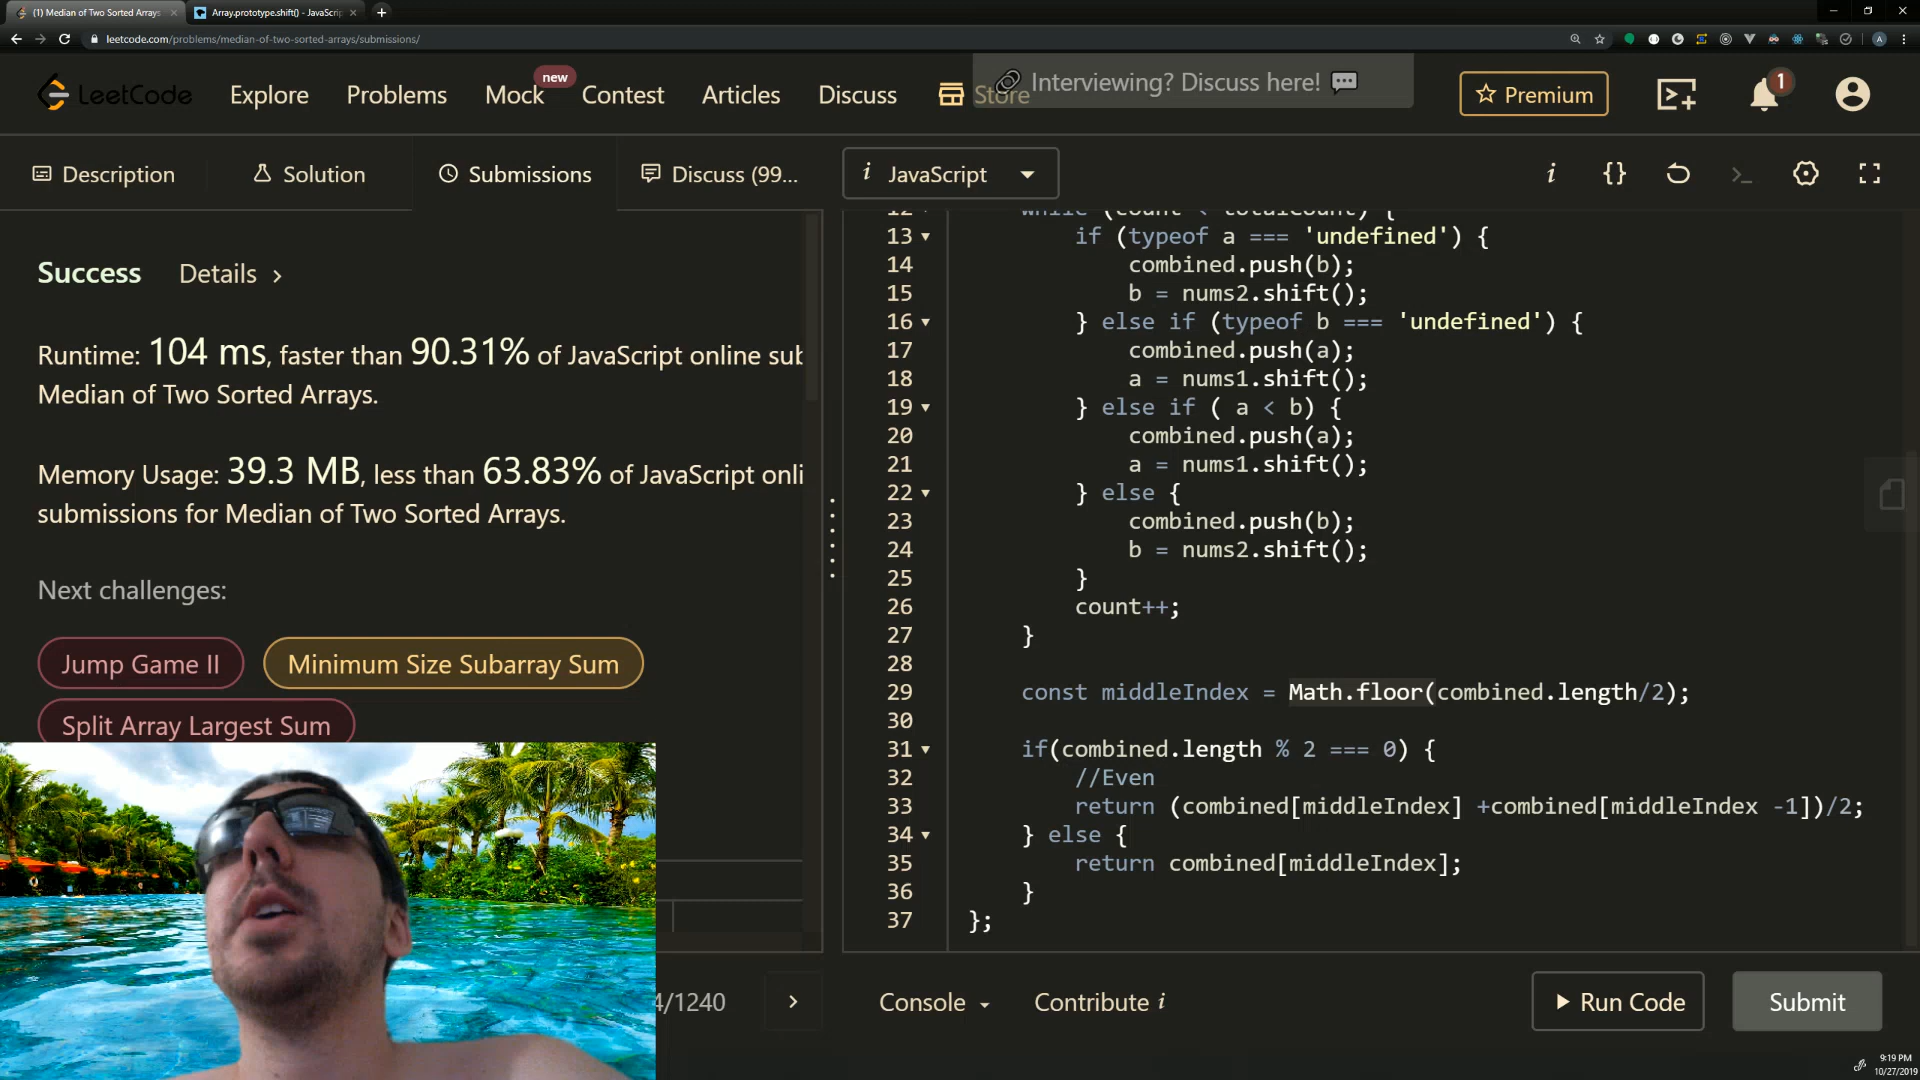 (1) Median of Two Sorted Arrays
Array.prototype.shift() - JavaScrip
leetcode.com/problems/median-of-two-sorted-arrays/submissions/
LeetCode
Explore
Problems
Mock
new
Contest
Articles
Discuss
Store
Interviewing? Discuss here!
Premium
1
Description
Solution
Submissions
Discuss (99...
i JavaScript
i
{}
Success
Details
Runtime: 104 ms, faster than 90.31% of JavaScript online sub
Median of Two Sorted Arrays.
Memory Usage: 39.3 MB, less than 63.83% of JavaScript onli
submissions for Median of Two Sorted Arrays.
Next challenges:
Jump Game II
Minimum Size Subarray Sum
Split Array Largest Sum
12 while (count < totalCount) {
13 if (typeof a === 'undefined') {
14 combined.push(b);
15 b = nums2.shift();
16 } else if (typeof b === 'undefined') {
17 combined.push(a);
18 a = nums1.shift();
19 } else if ( a < b) {
20 combined.push(a);
21 a = nums1.shift();
22 } else {
23 combined.push(b);
24 b = nums2.shift();
25 }
26 count++;
27 }
28
29 const middleIndex = Math.floor(combined.length/2);
30
31 if(combined.length % 2 === 0) {
32 //Even
33 return (combined[middleIndex] +combined[middleIndex -1])/2;
34 } else {
35 return combined[middleIndex];
36 }
37 };
4/1240
Console
Contribute i
Run Code
Submit
9:19 PM
10/27/2019